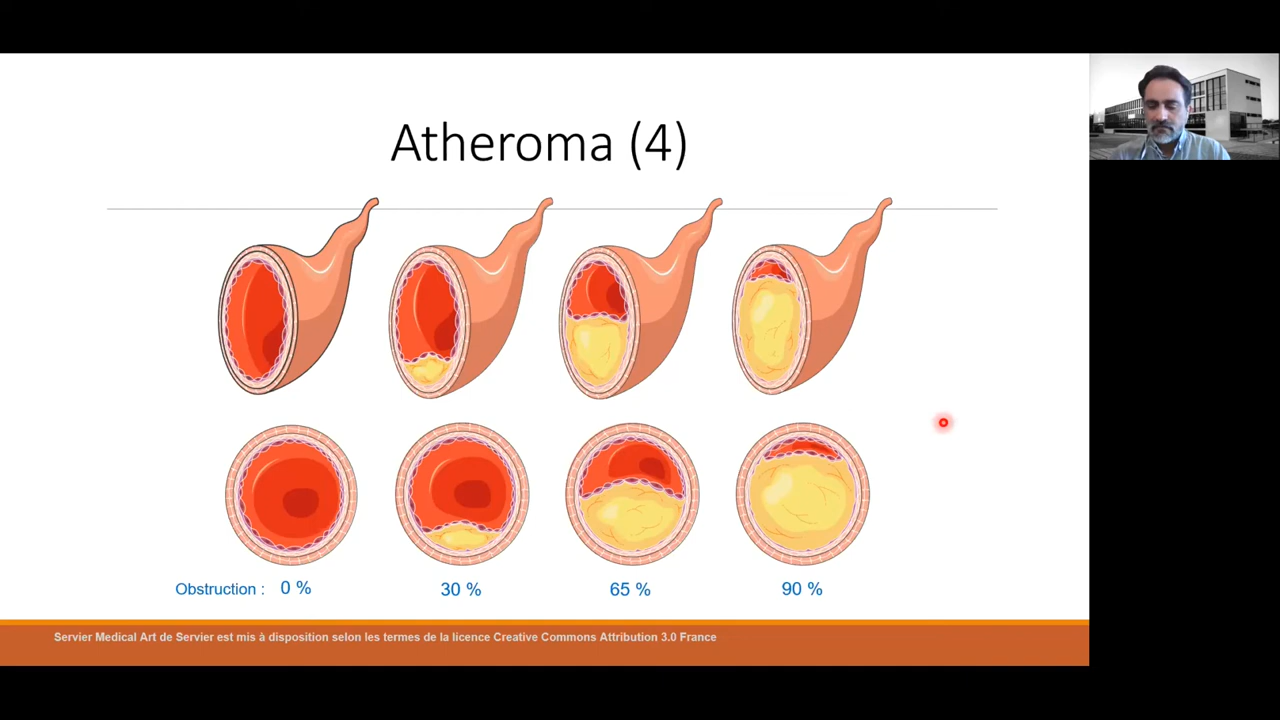 Atheroma (4)
Obstruction : 0 % 30 % 65 % 90 %
Servier Medical Art de Servier est mis à disposition selon les termes de la licence Creative Commons Attribution 3.0 France